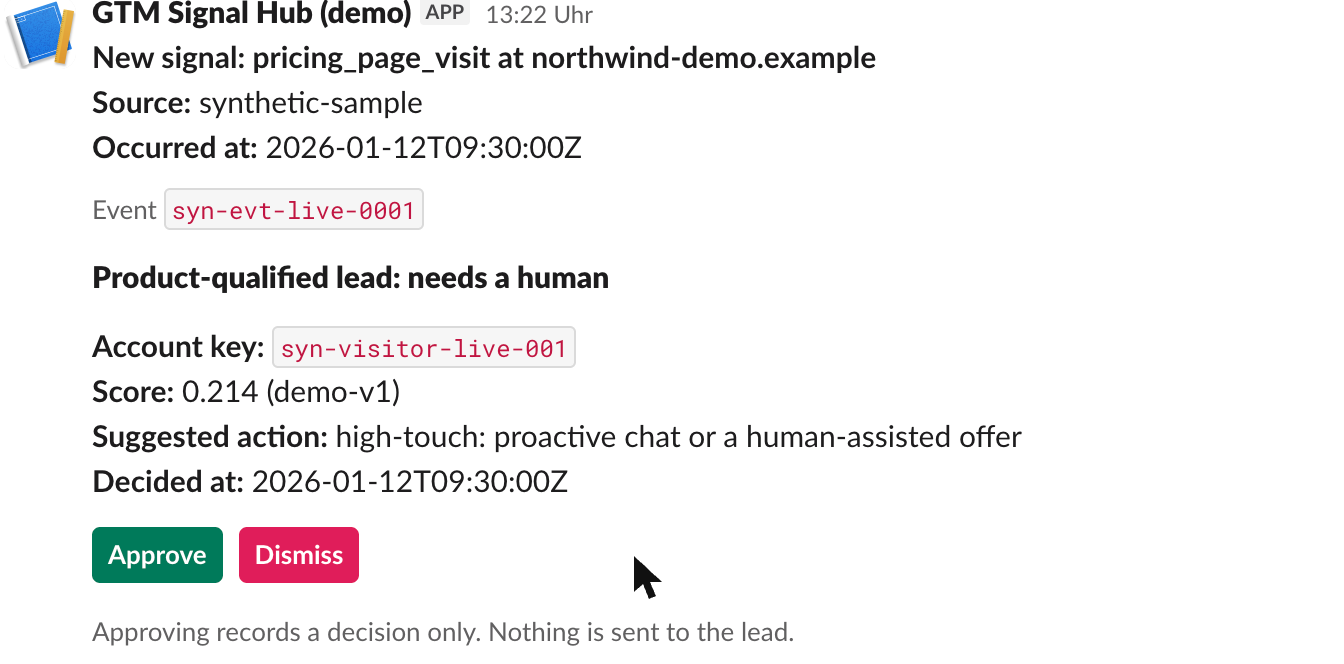 GTM Signal Hub (demo) APP 13:22 Uhr
New signal: pricing_page_visit at northwind-demo.example
Source: synthetic-sample
Occurred at: 2026-01-12T09:30:00Z
Event syn-evt-live-0001
Product-qualified lead: needs a human
Account key: syn-visitor-live-001
Score: 0.214 (demo-v1)
Suggested action: high-touch: proactive chat or a human-assisted offer
Decided at: 2026-01-12T09:30:00Z
Approve Dismiss
Approving records a decision only. Nothing is sent to the lead.